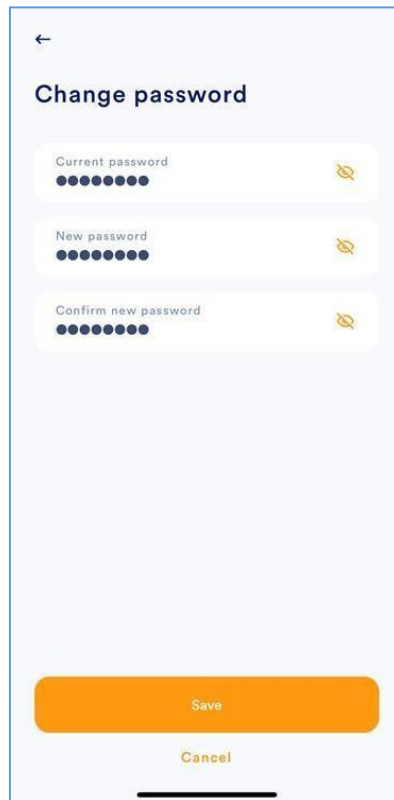 Change password
Current password
●●●●●●●●
New password
●●●●●●●●
Confirm new password
●●●●●●●●
Save
Cancel